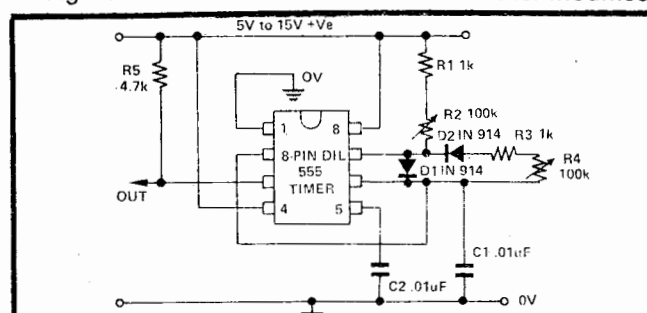 5V to 15V +Ve
R5
4.7k
0V
R1 1k
R2 100k
D2 IN 914
R3 1k
R4
100k
1
8
8-PIN DIL
555
TIMER
D1 IN 914
OUT
4
5
C1 .01uF
C2 .01uF
0V